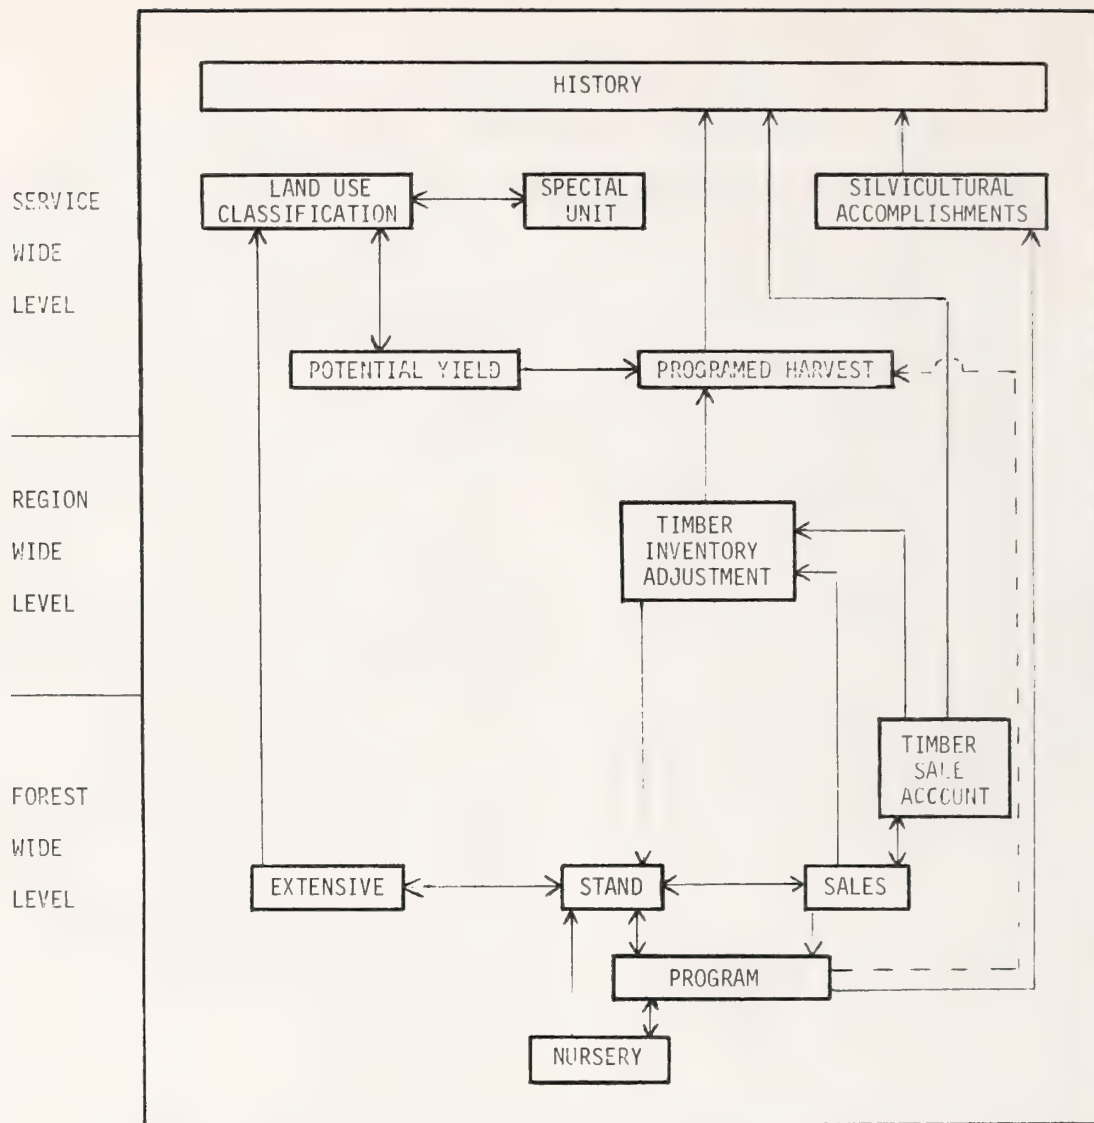 HISTORY
SERVICE
WIDE
LEVEL
LAND USE
CLASSIFICATION
SPECIAL
UNIT
SILVICULTURAL
ACCOMPLISHMENTS
POTENTIAL YIELD
PROGRAMED HARVEST
REGION
WIDE
LEVEL
TIMBER
INVENTORY
ADJUSTMENT
FOREST
WIDE
LEVEL
TIMBER
SALE
ACCOUNT
EXTENSIVE
STAND
SALES
PROGRAM
NURSERY